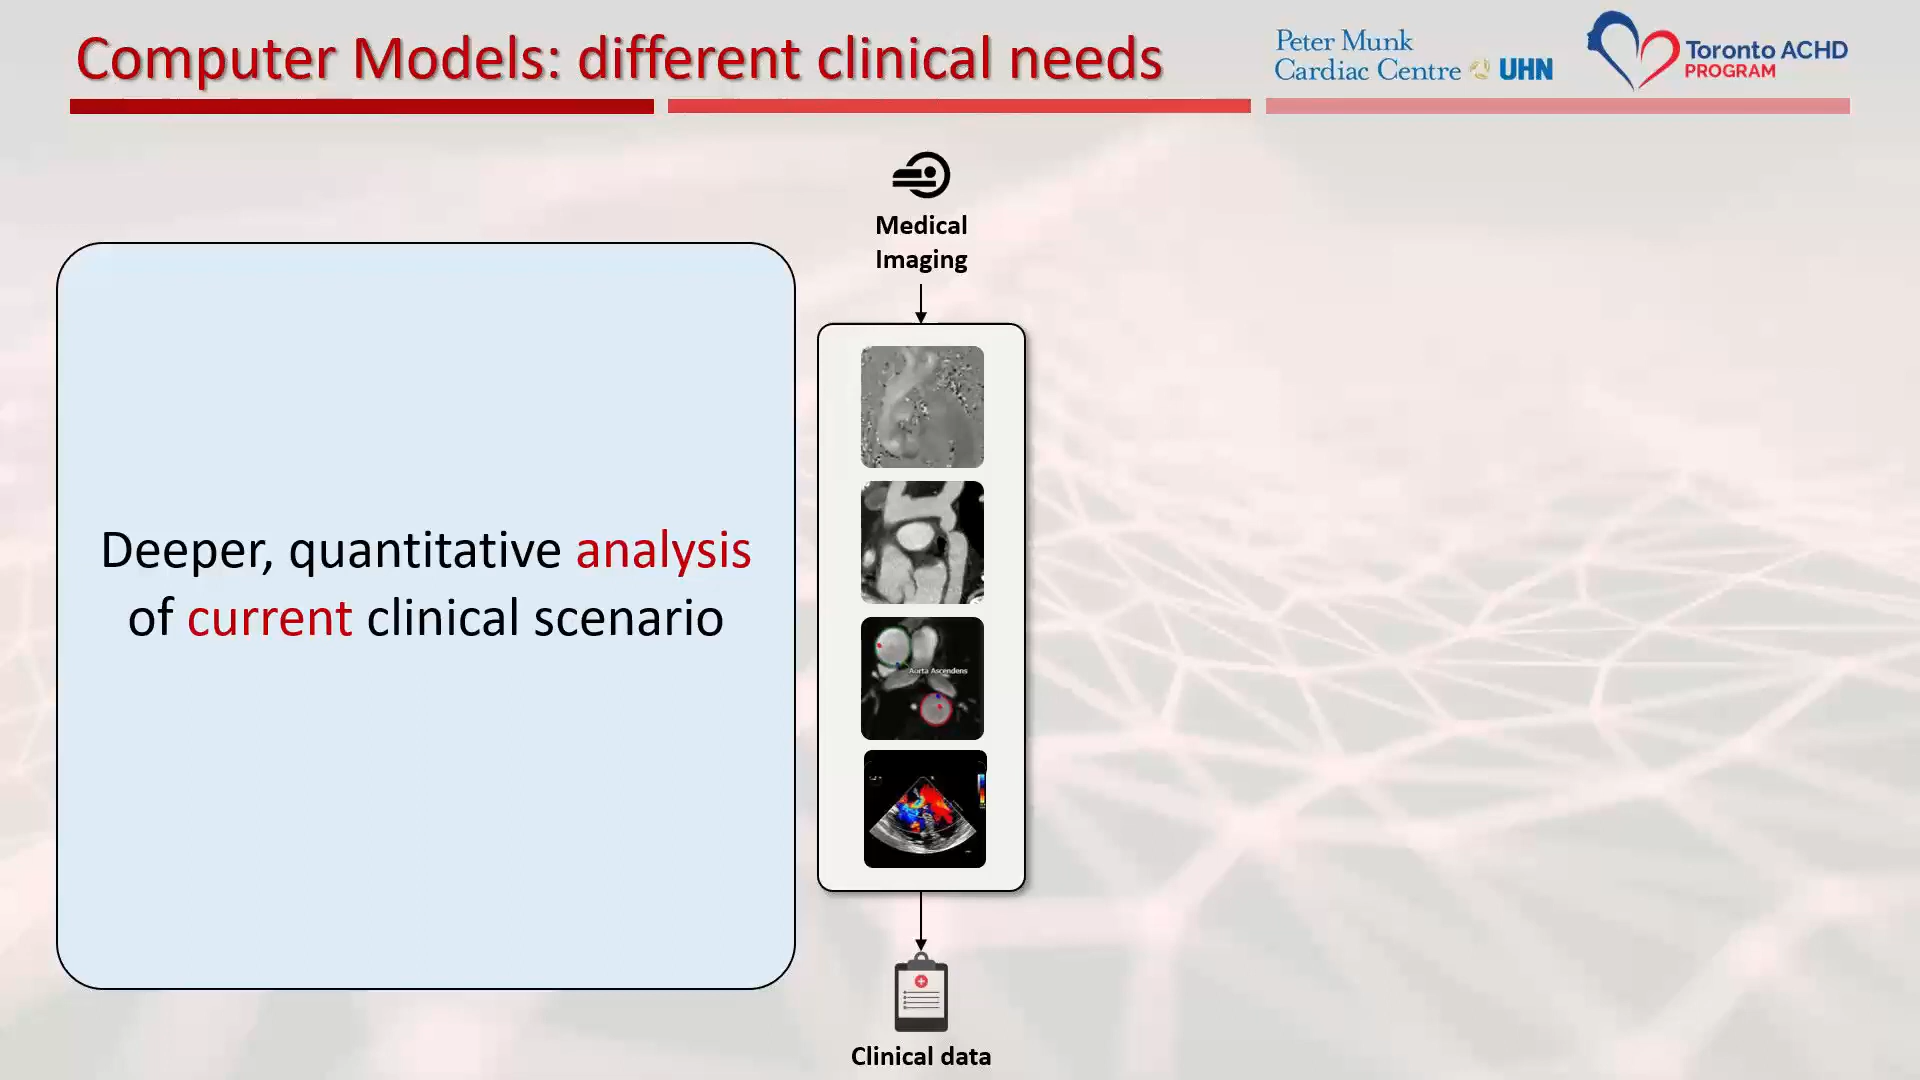 Computer Models: different clinical needs
Peter Munk
Cardiac Centre UHN
Toronto ACHD
PROGRAM
Medical
Imaging
Deeper, quantitative analysis
of current clinical scenario
Aorta Ascendens
Clinical data